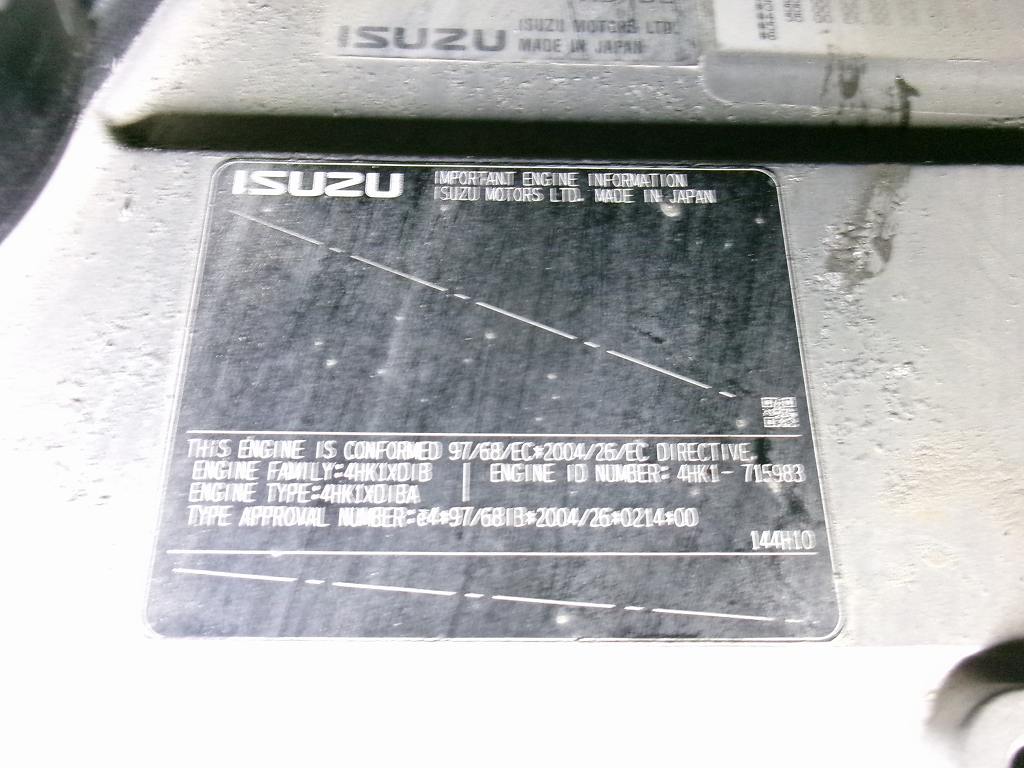 ISUZU ISUZU MOTORS LTD.
MADE IN JAPAN
ISUZU IMPORTANT ENGINE INFORMATION
ISUZU MOTORS LTD. MADE IN JAPAN
THIS ENGINE IS CONFORMED 97/68/EC*2004/26/EC DIRECTIVE.
ENGINE FAMILY:4HK1XDIB ENGINE ID NUMBER: 4HK1- 715983
ENGINE TYPE:4HK1XDIBA
TYPE APPROVAL NUMBER:e4*97/68IB*2004/26*0214*00
144H10